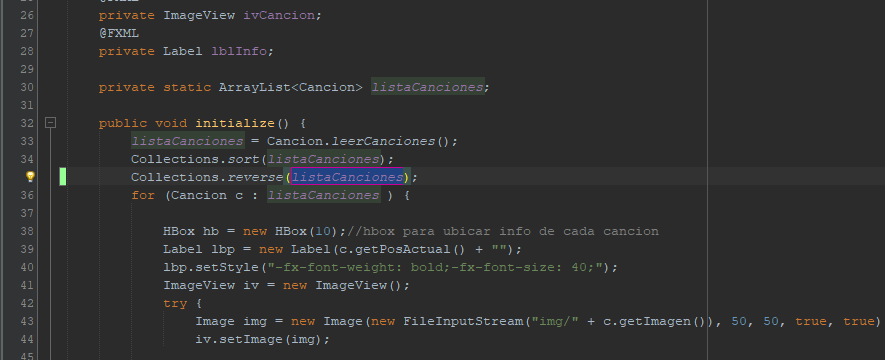 26 private ImageView ivCancion;
27 @FXML
28 private Label lblInfo;
29
30 private static ArrayList<Cancion> listaCanciones;
31
32 public void initialize() {
33 listaCanciones = Cancion.leerCanciones();
34 Collections.sort(listaCanciones);
Collections.reverse(listaCanciones);
36 for (Cancion c : listaCanciones ) {
37
38 HBox hb = new HBox(10);//hbox para ubicar info de cada cancion
39 Label lbp = new Label(c.getPosActual() + "");
40 lbp.setStyle("-fx-font-weight: bold;-fx-font-size: 40;");
41 ImageView iv = new ImageView();
42 try {
43 Image img = new Image(new FileInputStream("img/" + c.getImagen()), 50, 50, true, true)
44 iv.setImage(img);
45